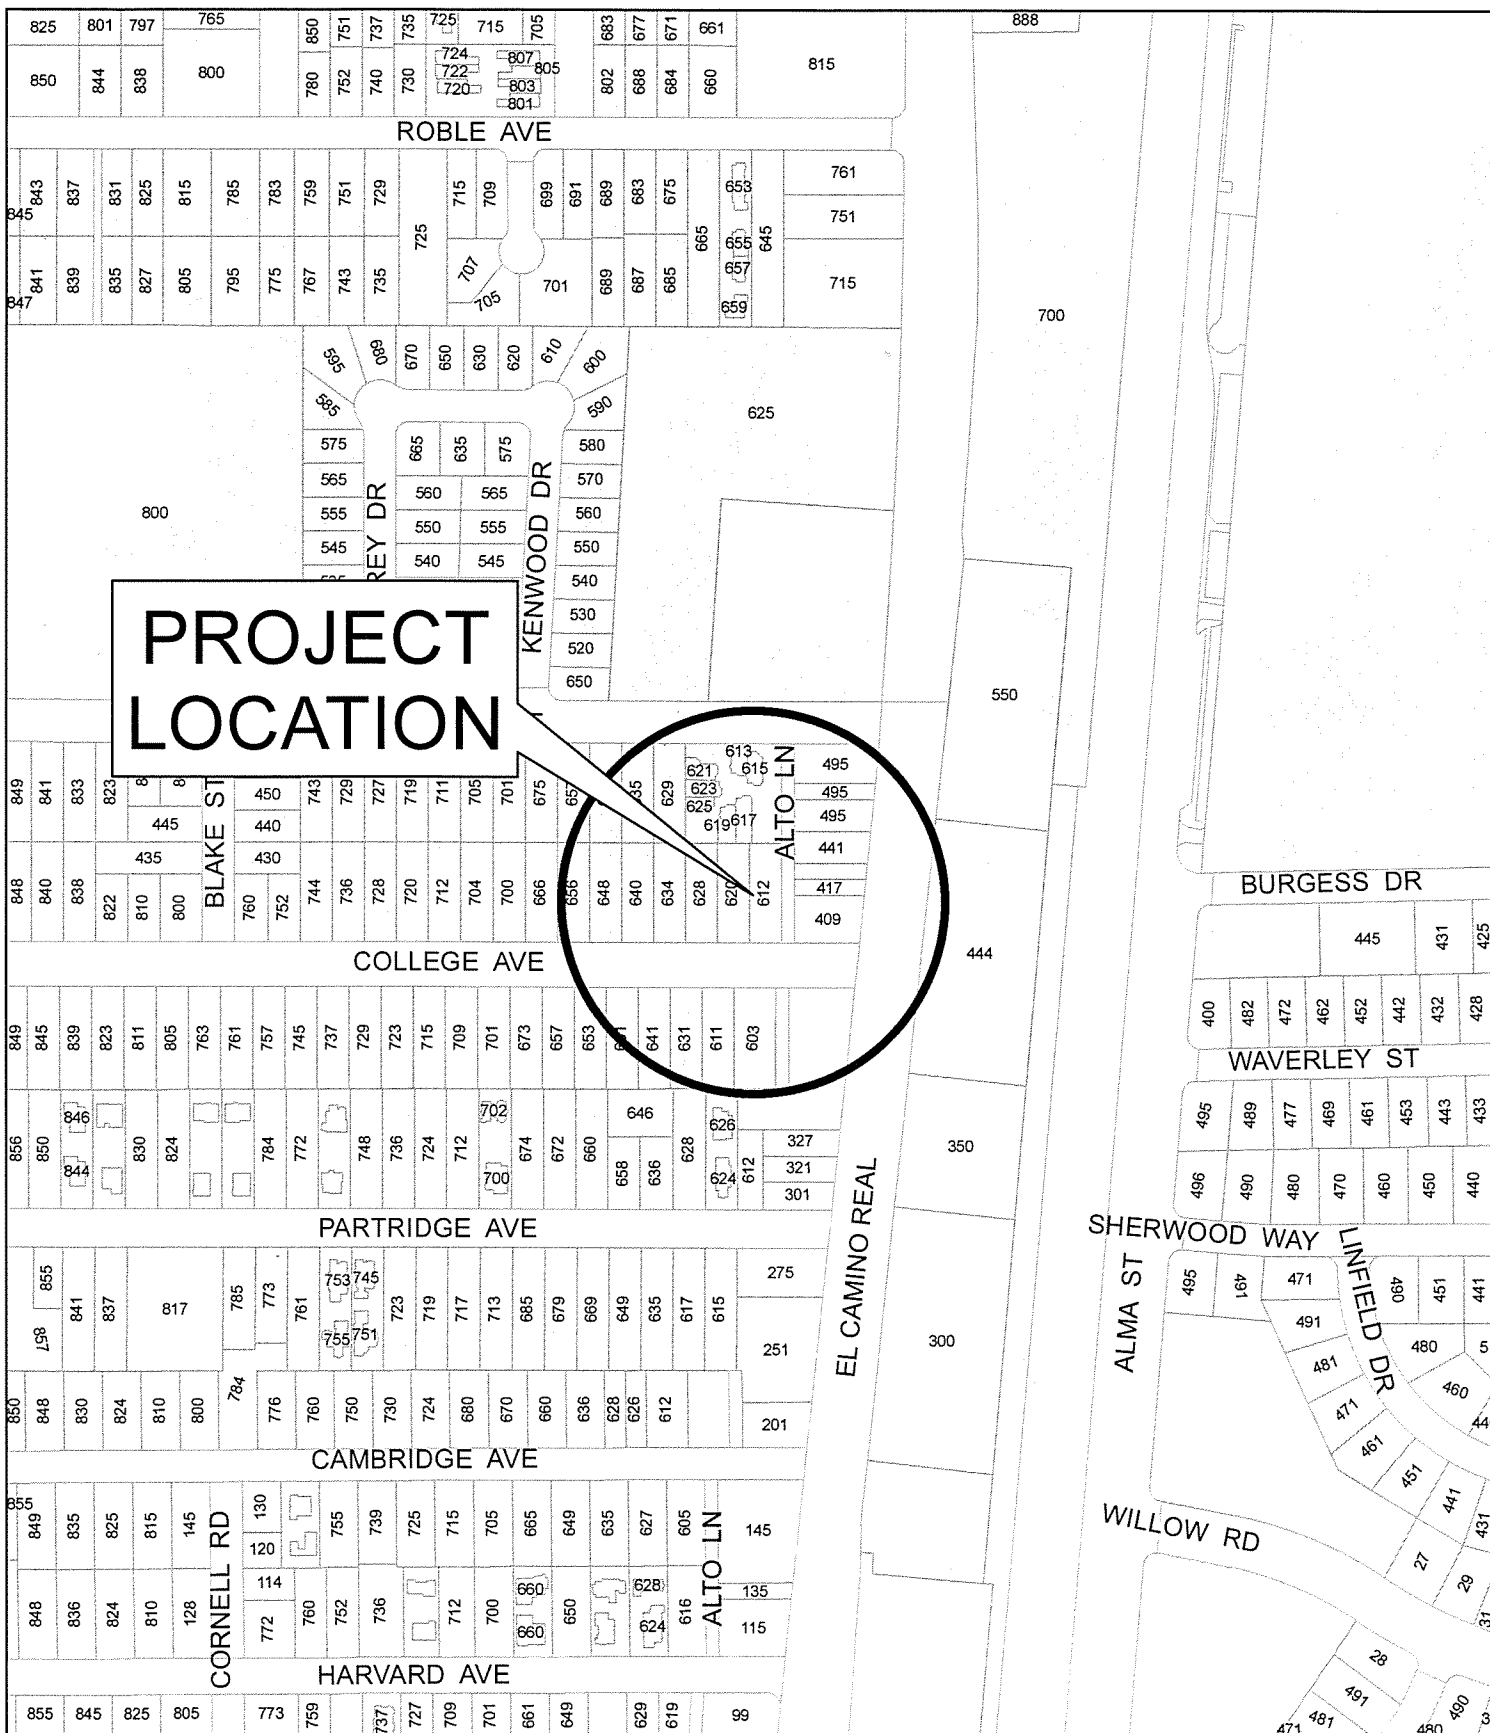 825 801 797 765 850 751 737 735 725 715 705 683 677 671 661 888
850 844 838 800 780 752 740 730 724 722 720 807 805 803 801 802 688 684 660 815
ROBLE AVE
845 843 837 831 825 815 785 783 759 751 729 715 709 699 691 689 683 675 653 761
751
725 665 655 645
847 841 839 835 827 805 795 775 767 743 735 707 705 701 689 687 685 657 659 715
700
595 680 670 650 630 620 610 600
585 590 625
575 665 635 575 580
565 560 565 570
800 555 550 555 560
545 540 545 550
REY DR
KENWOOD DR
540
530
520
650
PROJECT
LOCATION
550
849 841 833 823 8 8 450 743 729 727 719 711 705 701 675 629 621 613 615 495
623 495
625 619 617 495
445 440
BLAKE ST
ALTO LN
435 430 441
848 840 838 822 810 800 760 752 744 736 728 720 712 704 700 666 656 648 640 634 628 620 612 417
409
BURGESS DR
COLLEGE AVE
444
445 431 425
400 482 472 462 452 442 432 428
849 845 839 823 811 805 763 761 757 745 737 729 723 715 709 701 673 657 653 641 631 611 603
WAVERLEY ST
495 489 477 469 461 453 443 433
856 850 846 844 830 824 784 772 748 736 724 712 702 700 674 672 660 646 658 636 628 626 624 612 327
321
301
350
496 490 480 470 460 450 440
PARTRIDGE AVE
EL CAMINO REAL
SHERWOOD WAY
LINFIELD DR
ALMA ST
855 857 841 837 817 785 773 761 753 755 745 751 723 719 717 713 685 679 669 649 635 617 615 275
251
300
569 491 471 490 451 441
491 480 5
481 460
471 44
461 451 441 431
850 848 830 824 810 800 784 776 760 750 730 724 680 670 660 636 628 626 612 201
CAMBRIDGE AVE
WILLOW RD
855 849 835 825 815 145 130 120 755 739 725 715 705 665 649 635 627 605 145
CORNELL RD
ALTO LN
27 29 31
848 836 824 810 128 114 772 760 752 736 712 700 660 660 650 628 624 616 135
115
HARVARD AVE
28
491
481
471 480 490 3
855 845 825 805 773 759 737 727 709 701 661 649 629 619 99